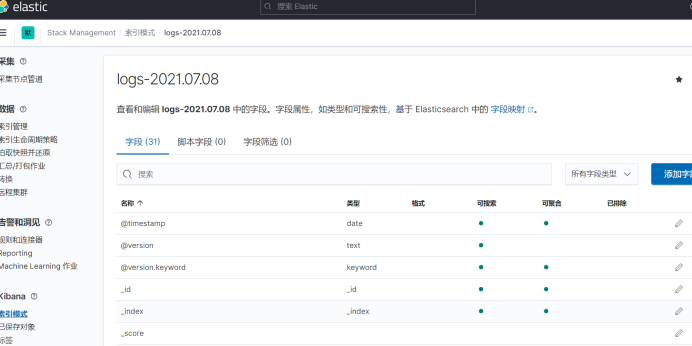 elastic
搜索 Elastic
默
Stack Management / 索引模式 / logs-2021.07.08
采集
采集节点管道
数据
索引管理
索引生命周期策略
拍取快照并还原
汇总/打包作业
转换
远程集群
告警和洞见
规则和连接器
Reporting
Machine Learning 作业
Kibana
索引模式
已保存对象
标签
logs-2021.07.08
查看和编辑 logs-2021.07.08 中的字段。字段属性，如类型和可搜索性，基于 Elasticsearch 中的 字段映射。
字段 (31) 脚本字段 (0) 字段筛选 (0)
搜索 所有字段类型 添加字
名称 类型 格式 可搜索 可聚合 已排除
@timestamp date
@version text
@version.keyword keyword
_id _id
_index _index
_score